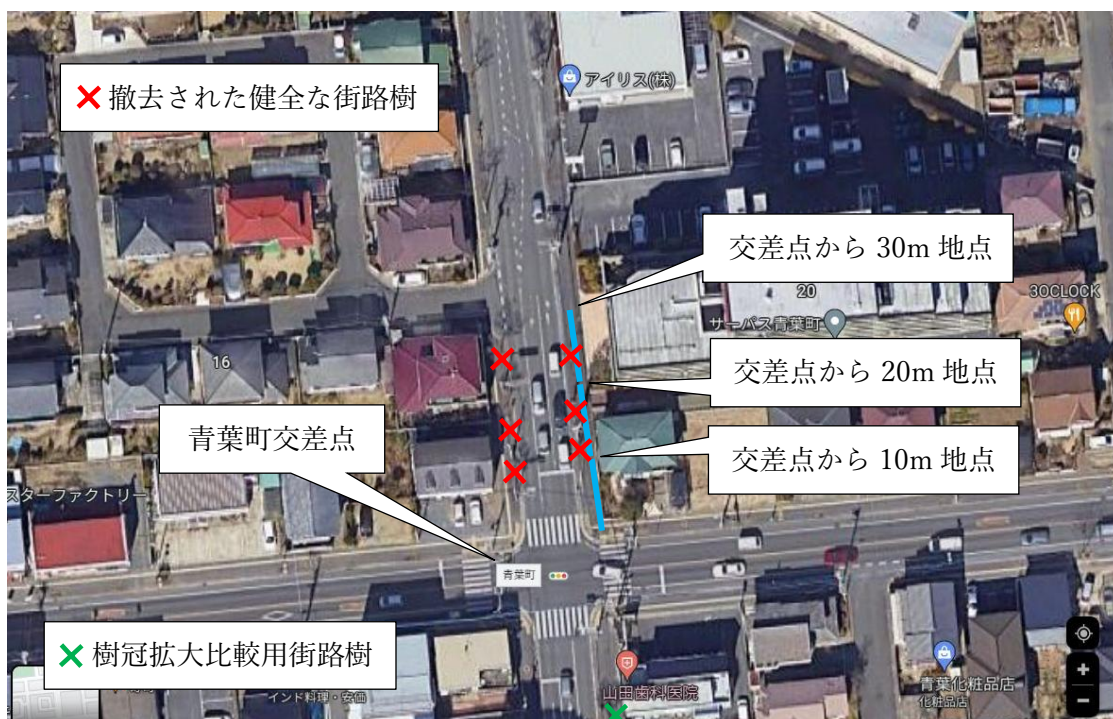 撤去された健全な街路樹
アイリス(株)
交差点から 30m 地点
20
3OCLOCK
サーパス青葉町
16
交差点から 20m 地点
青葉町交差点
交差点から 10m 地点
スターファクトリー
青葉町
樹冠拡大比較用街路樹
山田歯科医院
青葉化粧品店
化粧品店
インド料理・安価